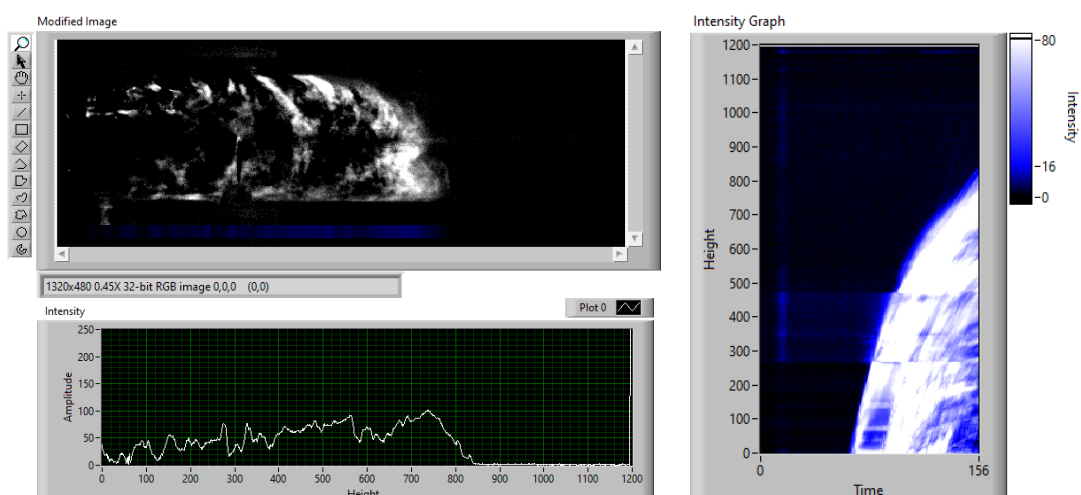 Modified Image
1320x480 0.45X 32-bit RGB image 0,0,0 (0,0)
Intensity
Plot 0
Amplitude
250
200
150
100
50
0
0 100 200 300 400 500 600 700 800 900 1000 1100 1200
Height
Intensity Graph
Height
1200
1100
1000
900
800
700
600
500
400
300
200
100
0
0 156
Time
80
16
0
Intensity